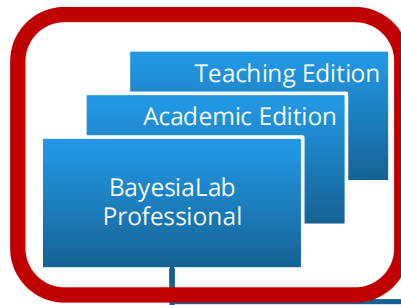 Teaching Edition
Academic Edition
BayesiaLab
Professional